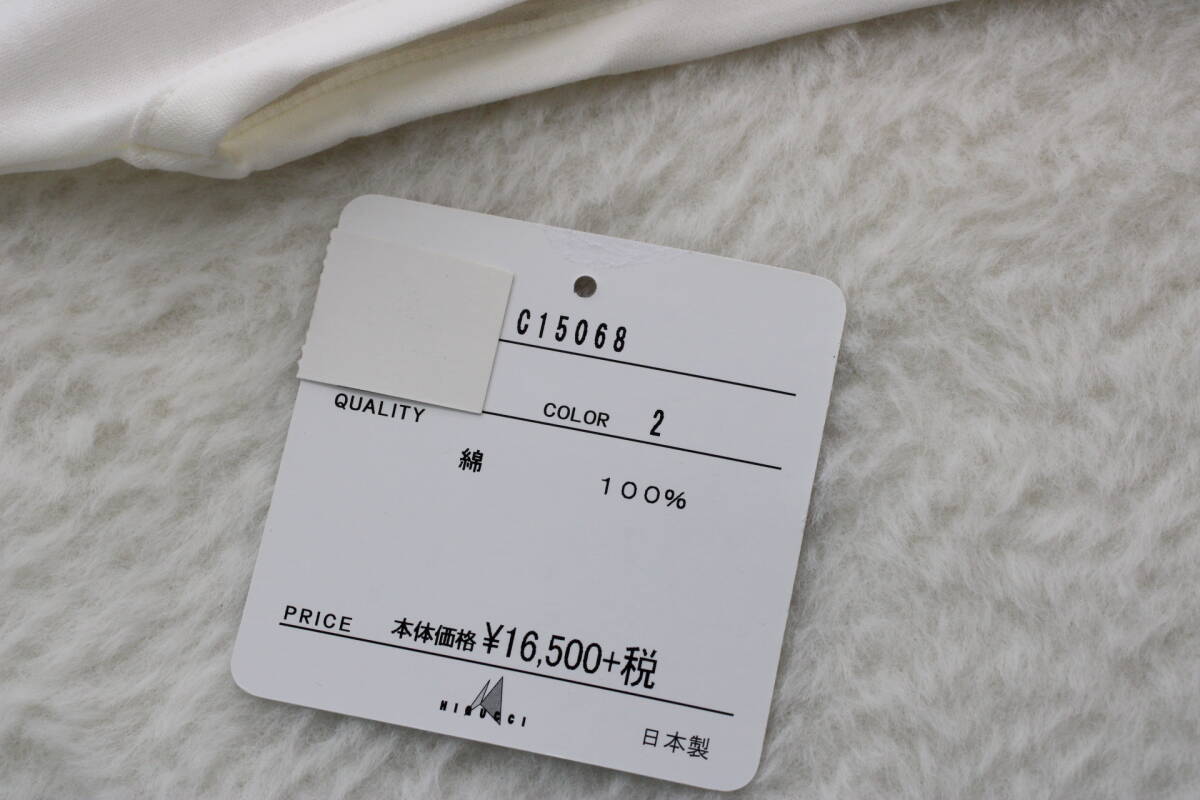 C15068
QUALITY COLOR 2
綿 100%
PRICE 本体価格 ¥16,500+税
HIRUCCI
日本製